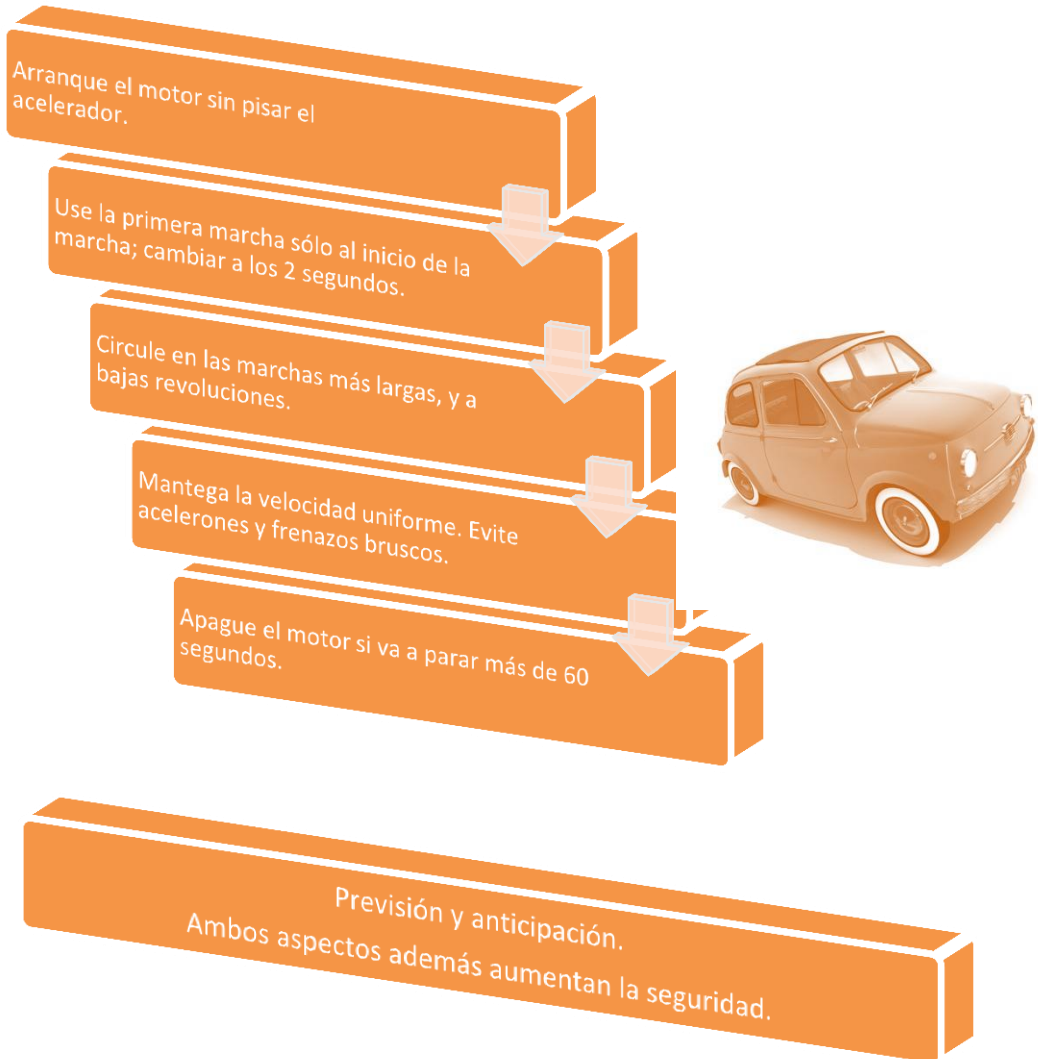 Arranque el motor sin pisar el
acelerador.
Use la primera marcha sólo al inicio de la
marcha; cambiar a los 2 segundos.
Circule en las marchas más largas, y a
bajas revoluciones.
Mantega la velocidad uniforme. Evite
acelerones y frenazos bruscos.
Apague el motor si va a parar más de 60
segundos.
Previsión y anticipación.
Ambos aspectos además aumentan la seguridad.